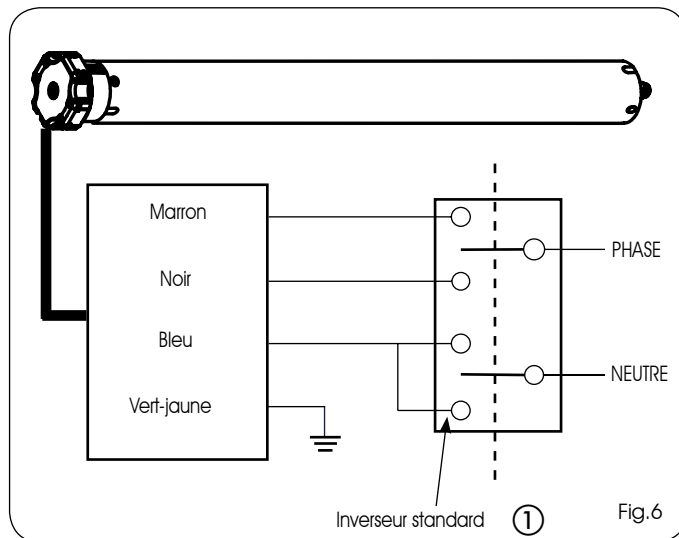 Marron
PHASE
Noir
Bleu
NEUTRE
Vert-jaune
Inverseur standard ①
Fig.6